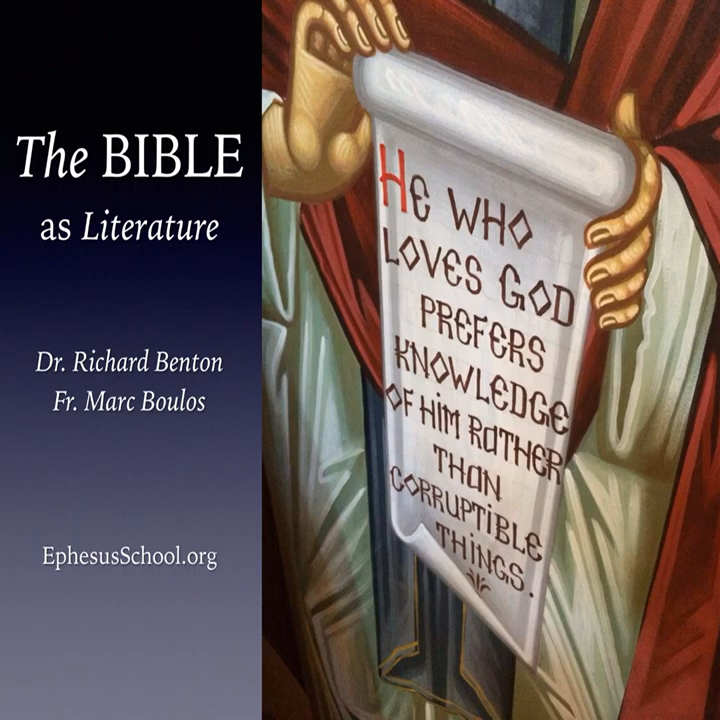 The BIBLE
as Literature
Dr. Richard Benton
Fr. Marc Boulos
EphesusSchool.org
HE WHO
LOVES GOD
PREFERS
KNOWLEDGE
OF HIM RATHER
THAN
CORRUPTIBLE
THINGS.